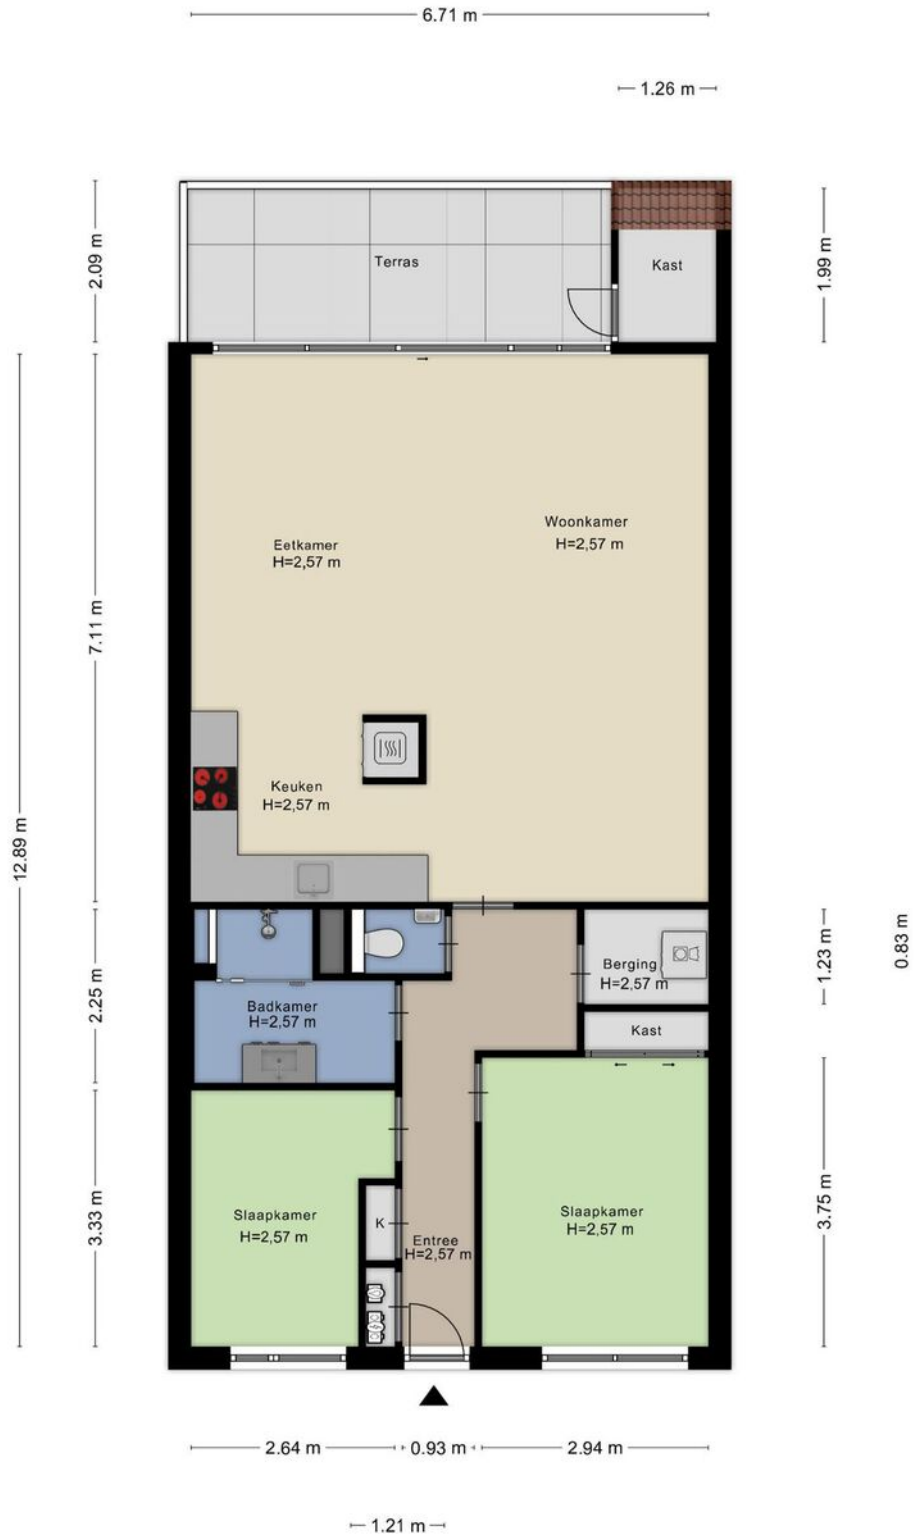 6.71 m
1.26 m
2.09 m
1.99 m
Terras
Kast
7.11 m
12.89 m
Woonkamer
H=2,57 m
Eetkamer
H=2,57 m
Keuken
H=2,57 m
2.25 m
1.23 m
0.83 m
Berging
H=2,57 m
Badkamer
H=2,57 m
Kast
3.33 m
3.75 m
Slaapkamer
H=2,57 m
K
Entree
H=2,57 m
Slaapkamer
H=2,57 m
2.64 m
0.93 m
2.94 m
1.21 m